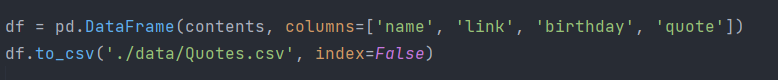 df = pd.DataFrame(contents, columns=['name', 'link', 'birthday', 'quote'])
df.to_csv('./data/Quotes.csv', index=False)